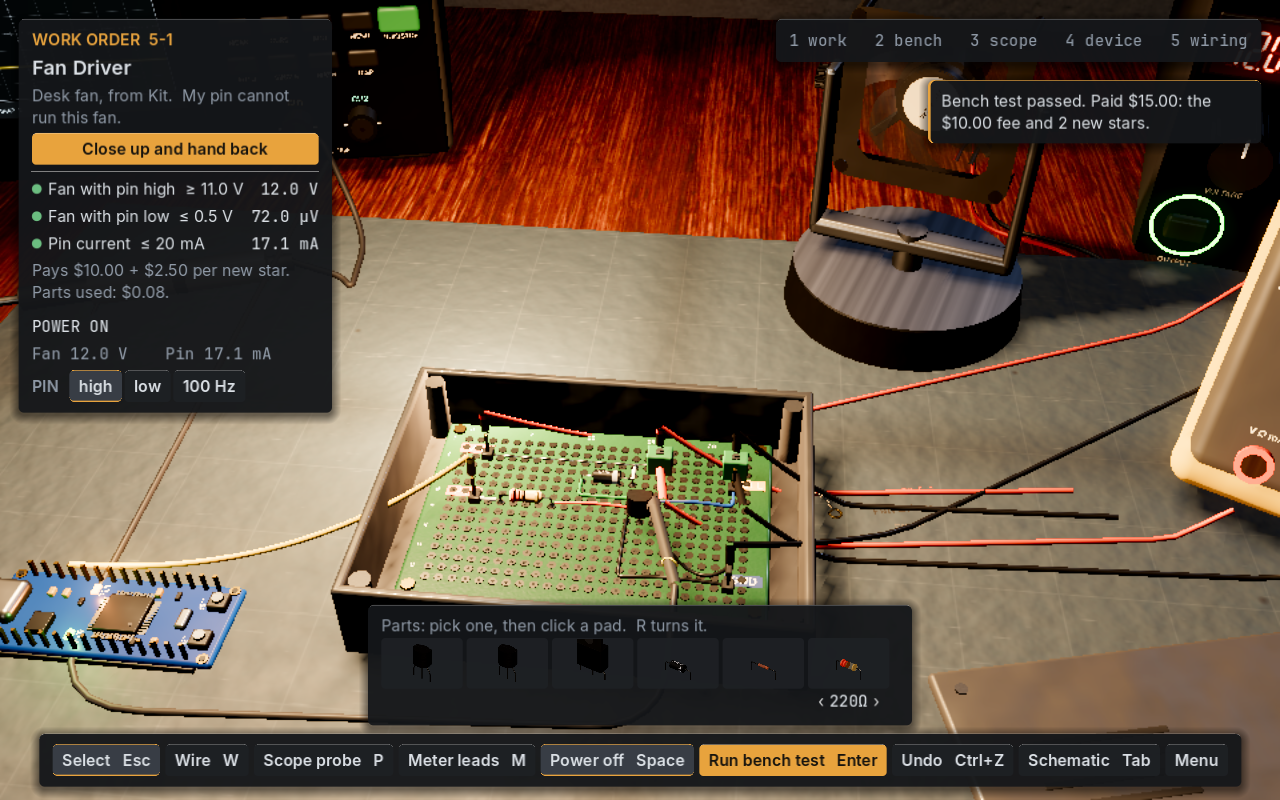 WORK ORDER 5-1
Fan Driver
Desk fan, from Kit. My pin cannot
run this fan.
Close up and hand back
Fan with pin high ≥ 11.0 V 12.0 V
Fan with pin low ≤ 0.5 V 72.0 µV
Pin current ≤ 20 mA 17.1 mA
Pays $10.00 + $2.50 per new star.
Parts used: $0.08.
POWER ON
Fan 12.0 V Pin 17.1 mA
PIN high low 100 Hz
1 work 2 bench 3 scope 4 device 5 wiring
Bench test passed. Paid $15.00: the
$10.00 fee and 2 new stars.
VOLTAGE
OUTPUT
Parts: pick one, then click a pad. R turns it.
‹ 220Ω ›
Select Esc Wire W Scope probe P Meter leads M Power off Space Run bench test Enter Undo Ctrl+Z Schematic Tab Menu